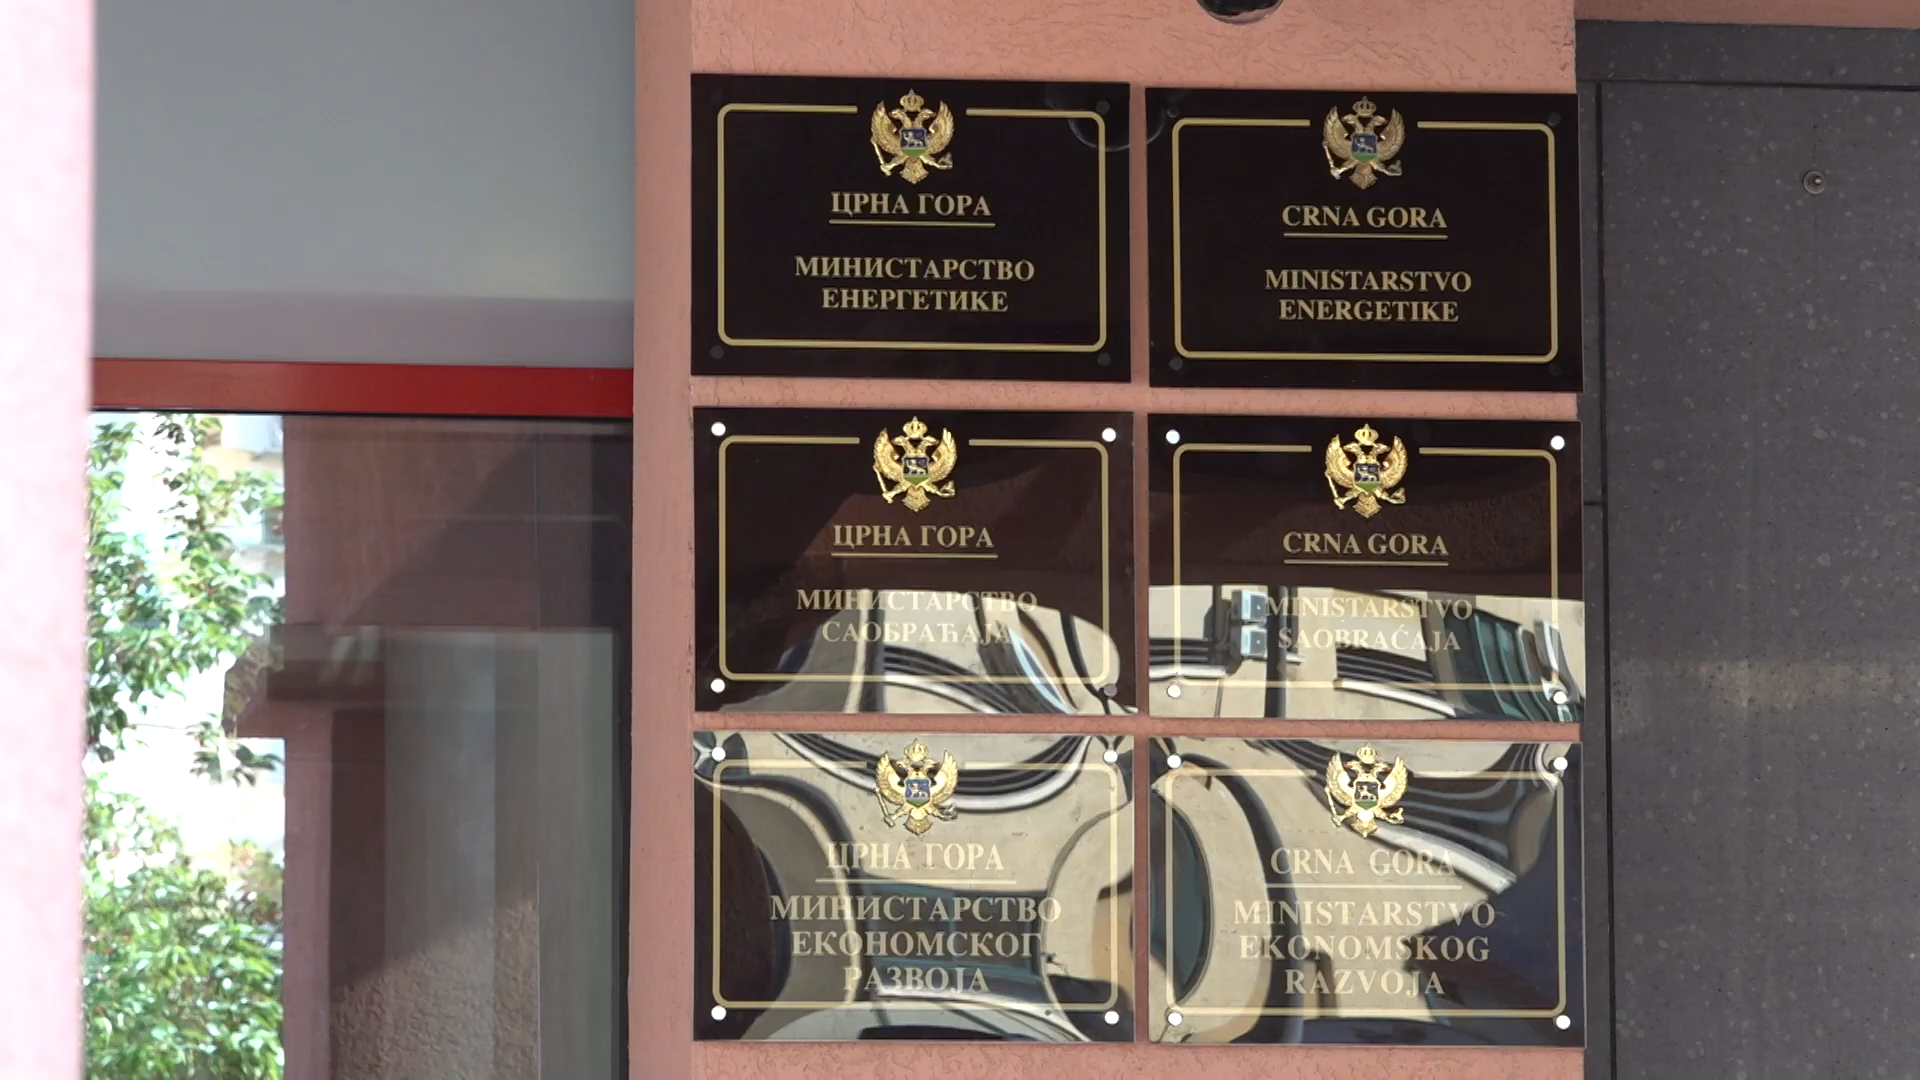 ЦРНА ГОРА
МИНИСТАРСТВО
ЕНЕРГЕТИКЕ
CRNA GORA
MINISTARSTVO
ENERGETIKE
ЦРНА ГОРА
МИНИСТАРСТВО
САОБРАЋАЈА
CRNA GORA
MINISTARSTVO
SAOBRAĆAJA
ЦРНА ГОРА
МИНИСТАРСТВО
ЕКОНОМСКОГ
РАЗВОЈА
CRNA GORA
MINISTARSTVO
EKONOMSKOG
RAZVOJA